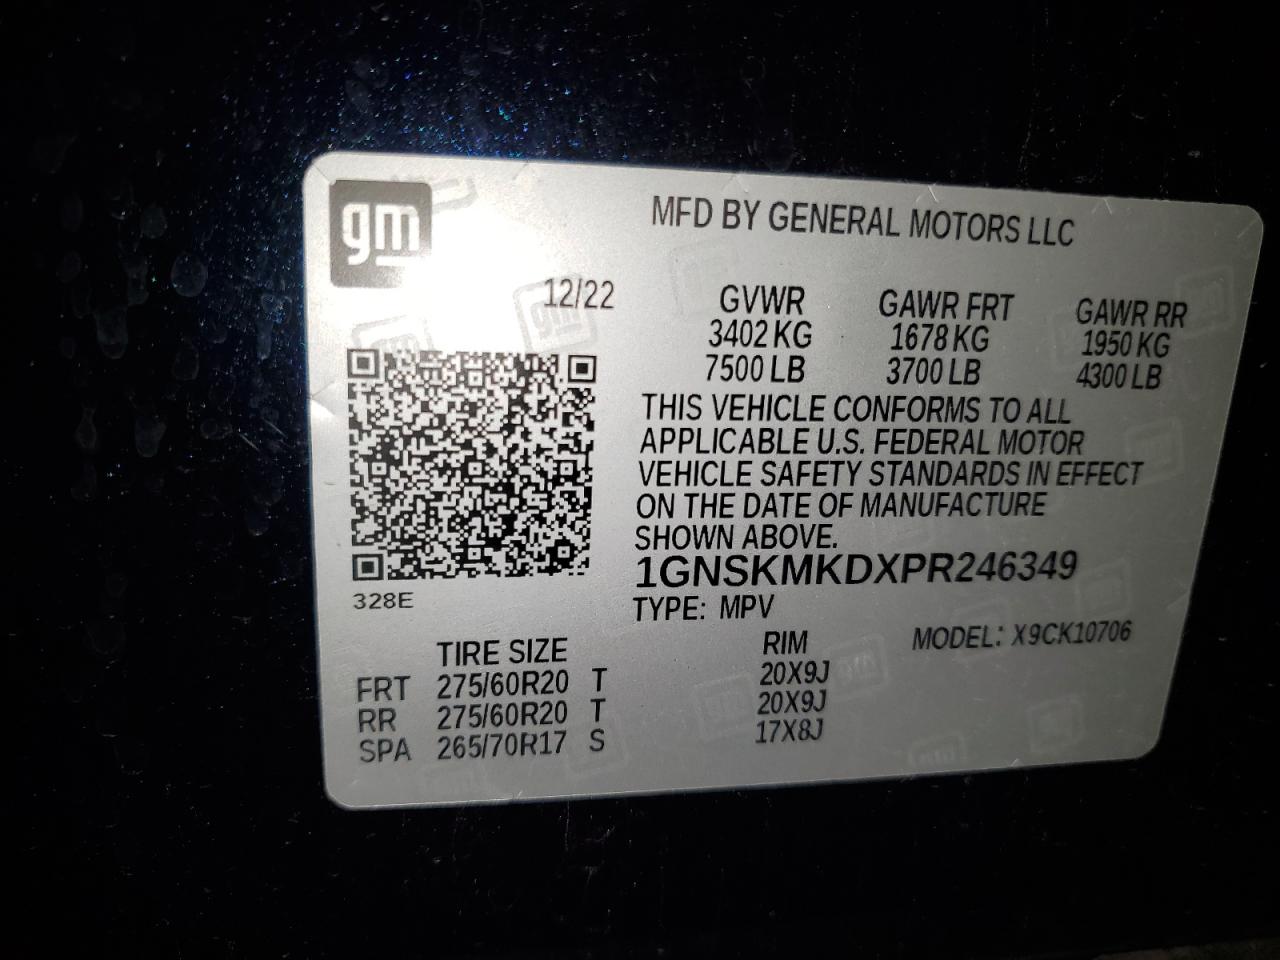 gm
MFD BY GENERAL MOTORS LLC
12/22
GVWR GAWR FRT GAWR RR
3402 KG 1678 KG 1950 KG
7500 LB 3700 LB 4300 LB
THIS VEHICLE CONFORMS TO ALL
APPLICABLE U.S. FEDERAL MOTOR
VEHICLE SAFETY STANDARDS IN EFFECT
ON THE DATE OF MANUFACTURE
SHOWN ABOVE.
1GNSKMKDXPR246349
328E
TYPE: MPV
MODEL: X9CK10706
TIRE SIZE RIM
FRT 275/60R20 T 20X9J
RR 275/60R20 T 20X9J
SPA 265/70R17 S 17X8J